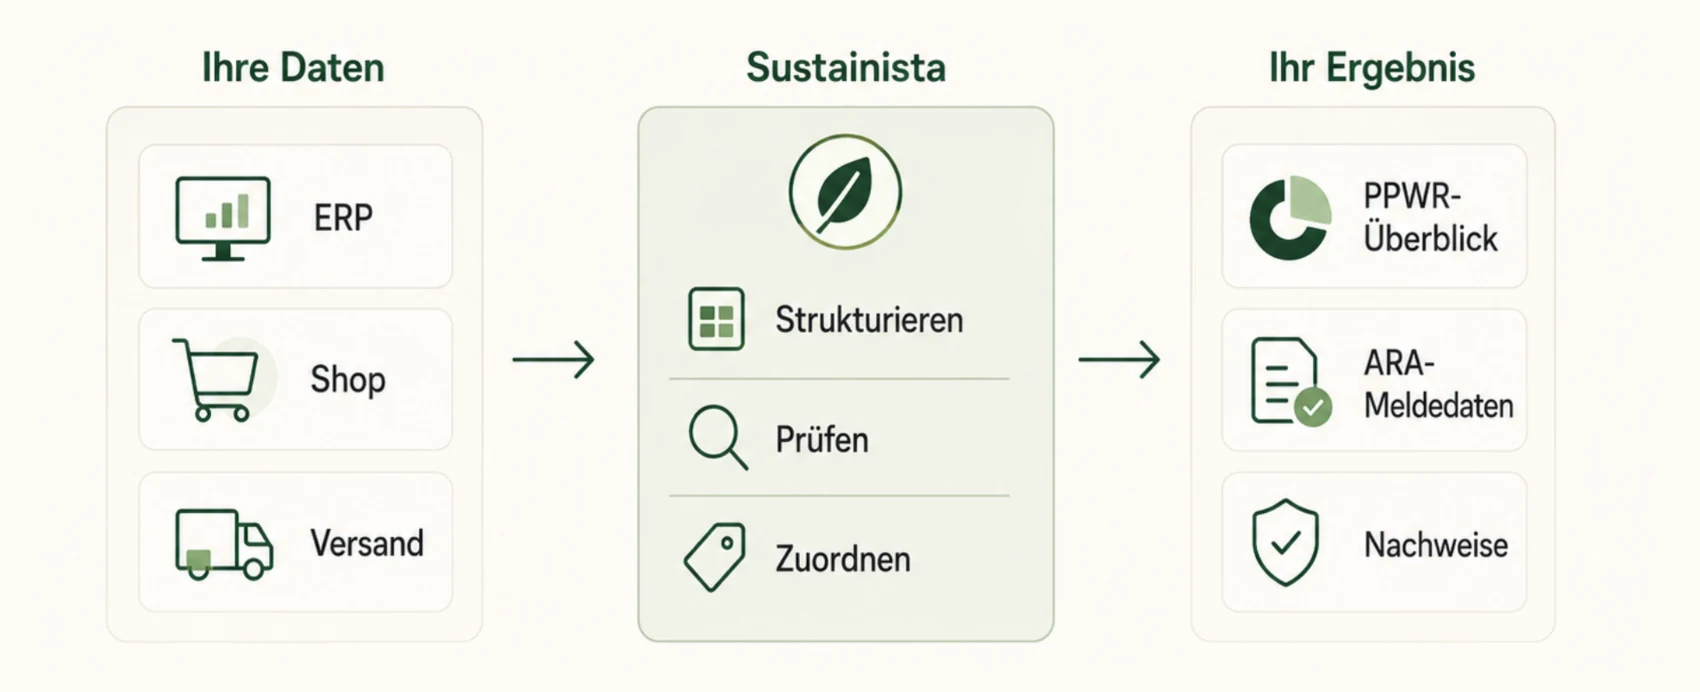 Ihre Daten
ERP
Shop
Versand
Sustainista
Strukturieren
Prüfen
Zuordnen
Ihr Ergebnis
PPWR-
Überblick
ARA-
Meldedaten
Nachweise